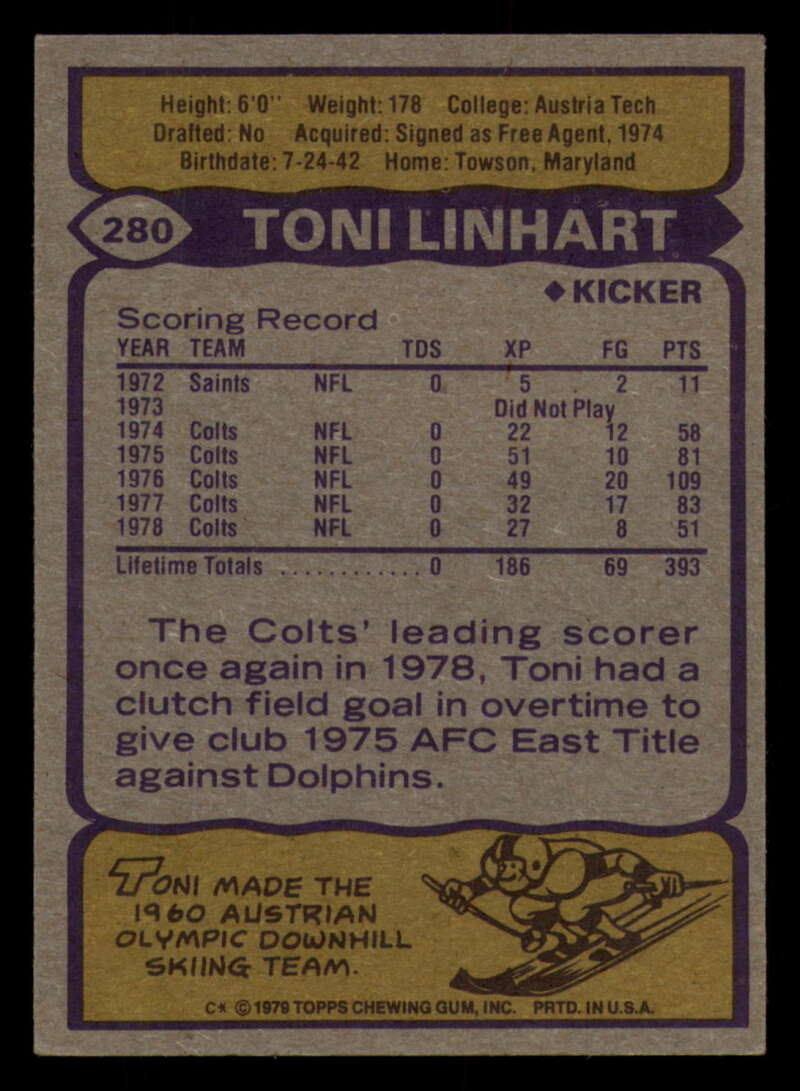 Height: 6'0" Weight: 178 College: Austria Tech
Drafted: No Acquired: Signed as Free Agent, 1974
Birthdate: 7-24-42 Home: Towson, Maryland
280 TONI LINHART
◆ KICKER
Scoring Record
YEAR TEAM TDS XP FG PTS
1972 Saints NFL 0 5 2 11
1973 Did Not Play
1974 Colts NFL 0 22 12 58
1975 Colts NFL 0 51 10 81
1976 Colts NFL 0 49 20 109
1977 Colts NFL 0 32 17 83
1978 Colts NFL 0 27 8 51
Lifetime Totals ............ 0 186 69 393
The Colts' leading scorer
once again in 1978, Toni had a
clutch field goal in overtime to
give club 1975 AFC East Title
against Dolphins.
TONI MADE THE
1960 AUSTRIAN
OLYMPIC DOWNHILL
SKIING TEAM.
C* © 1979 TOPPS CHEWING GUM, INC. PRTD. IN U.S.A.